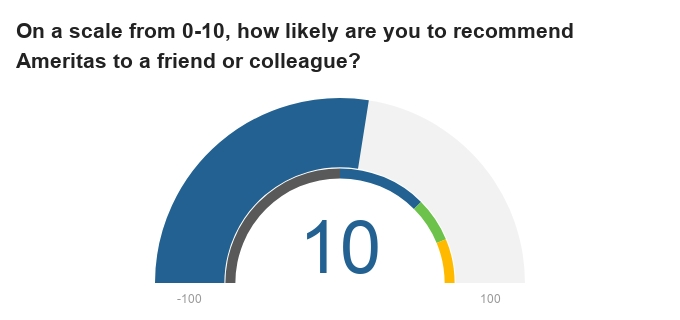 On a scale from 0-10, how likely are you to recommend
Ameritas to a friend or colleague?
10
-100
100